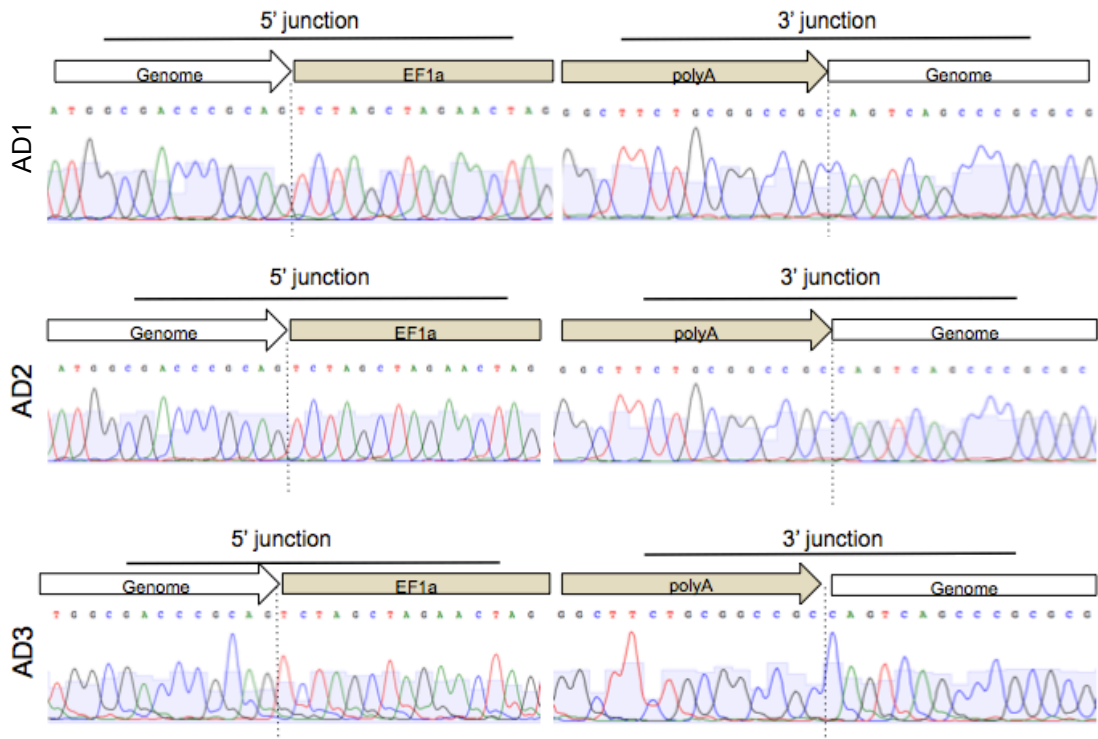 5' junction 3' junction
Genome EF1a polyA Genome
A T G G C G A C C C G C A G T C T A G C T A G A A C T A G G G C T T C T G C G G C C G C C A G T C A G C C C G C G C G
AD1
5' junction 3' junction
Genome EF1a polyA Genome
A T G G C G A C C C G C A G T C T A G C T A G A A C T A G G G C T T C T G C G G C C G C C A G T C A G C C C G C G C
AD2
5' junction 3' junction
Genome EF1a polyA Genome
T G G C G A C C C G C A G T C T A G C T A G A A C T A G G G C T T C T G C G G C C G C C A G T C A G C C C G C G C G
AD3